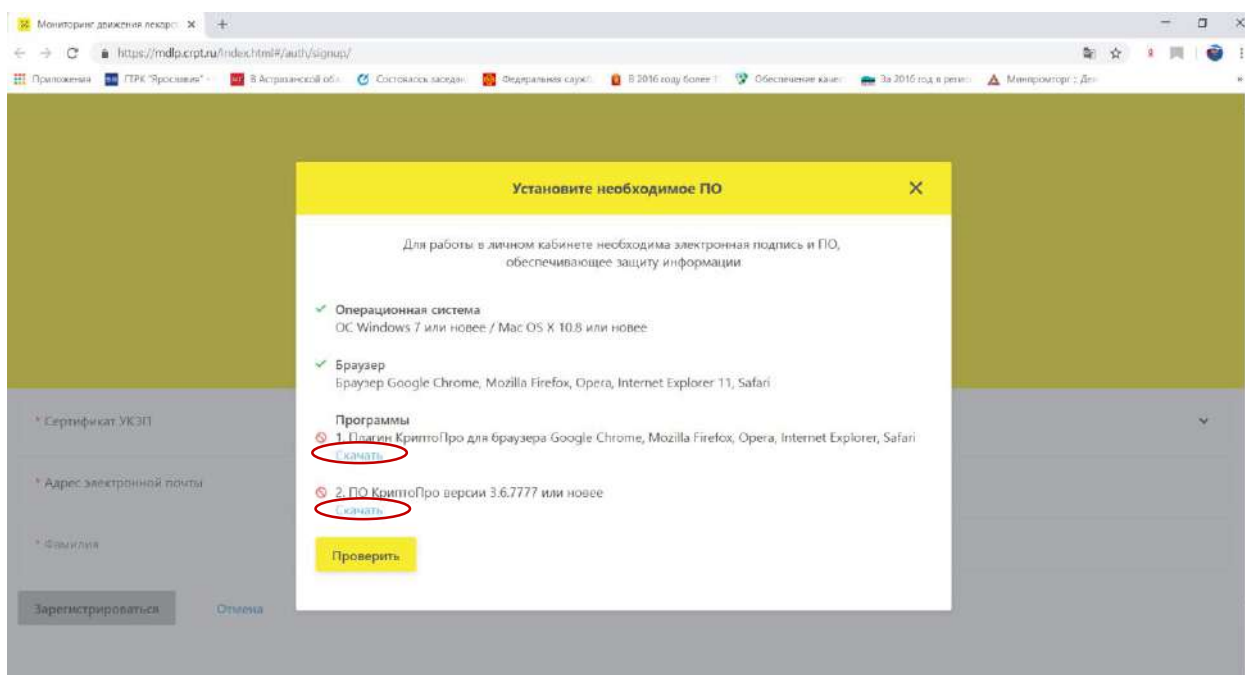 Мониторинг движения лекарс
https://mdlp.crpt.ru/index.html#/auth/signup/
Приложения ГТРК "Ярославия" - В Астраханской обл Состоялось заседан Федеральная служб В 2016 году более 1 Обеспечение качес За 2016 год в регис Минпромторг : Де
Установите необходимое ПО
Для работы в личном кабинете необходима электронная подпись и ПО,
обеспечивающее защиту информации
Операционная система
ОС Windows 7 или новее / Mac OS X 10.8 или новее
Браузер
Браузер Google Chrome, Mozilla Firefox, Opera, Internet Explorer 11, Safari
* Сертификат УКЭП
Программы
1. Плагин КриптоПро для браузера Google Chrome, Mozilla Firefox, Opera, Internet Explorer, Safari
Скачать
* Адрес электронной почты
2. ПО КриптоПро версии 3.6.7777 или новее
Скачать
* Фамилия
Проверить
Зарегистрироваться Отмена